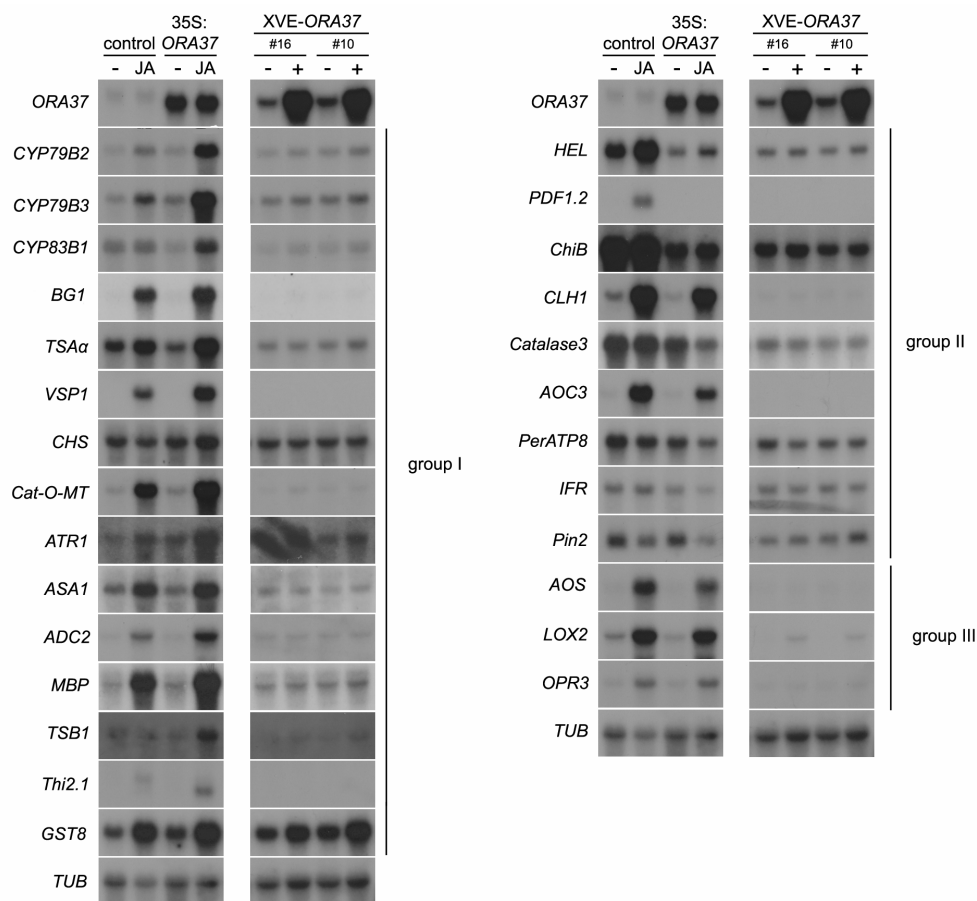 35S:
control ORA37
XVE-ORA37
#16 #10
- JA - JA - + - +
ORA37
CYP79B2
CYP79B3
CYP83B1
BG1
TSAα
VSP1
CHS
Cat-O-MT
ATR1
ASA1
ADC2
MBP
TSB1
Thi2.1
GST8
TUB
group I
35S:
control ORA37
XVE-ORA37
#16 #10
- JA - JA - + - +
ORA37
HEL
PDF1.2
ChiB
CLH1
Catalase3
AOC3
PerATP8
IFR
Pin2
AOS
LOX2
OPR3
TUB
group II
group III